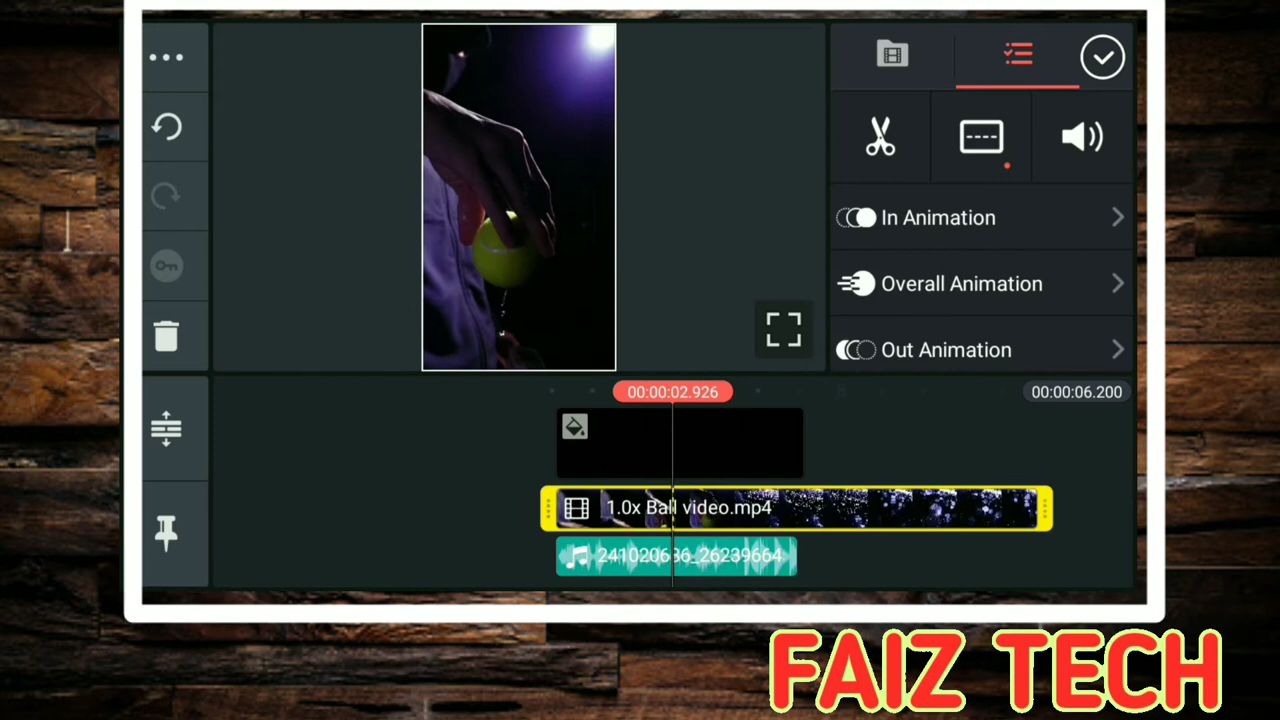 In Animation
Overall Animation
Out Animation
00:00:02.926
00:00:06.200
1.0x Ball video.mp4
241020686_26239664
FAIZ TECH